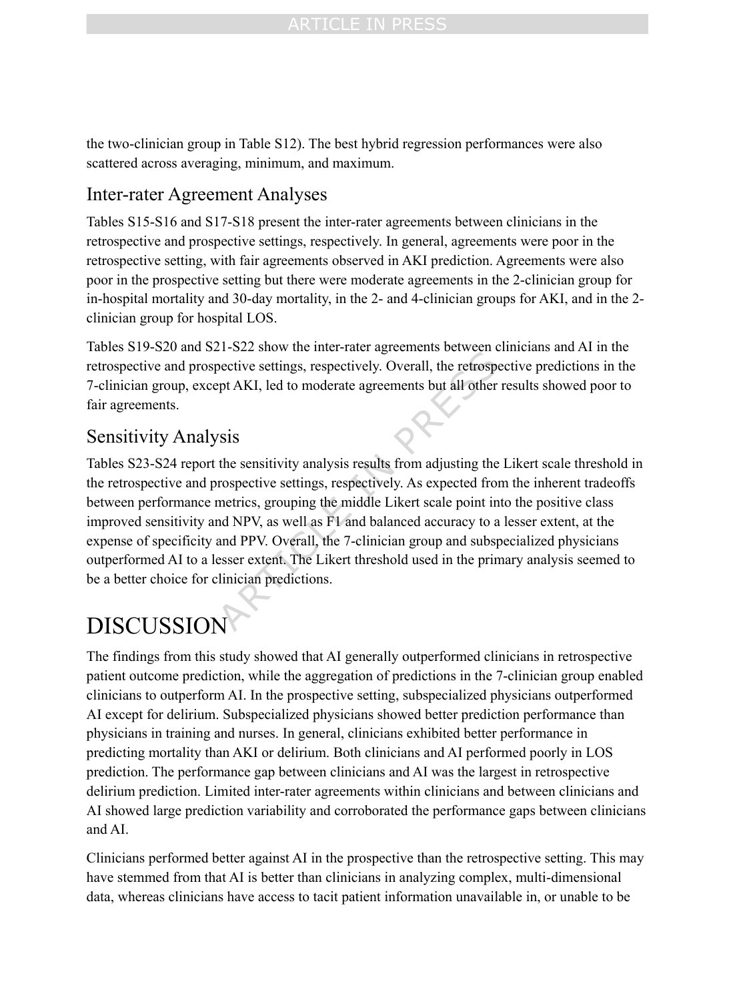 ARTICLE IN PRESS
the two-clinician group in Table S12). The best hybrid regression performances were also
scattered across averaging, minimum, and maximum.
Inter-rater Agreement Analyses
Tables S15-S16 and S17-S18 present the inter-rater agreements between clinicians in the
retrospective and prospective settings, respectively. In general, agreements were poor in the
retrospective setting, with fair agreements observed in AKI prediction. Agreements were also
poor in the prospective setting but there were moderate agreements in the 2-clinician group for
in-hospital mortality and 30-day mortality, in the 2- and 4-clinician groups for AKI, and in the 2-
clinician group for hospital LOS.
Tables S19-S20 and S21-S22 show the inter-rater agreements between clinicians and AI in the
retrospective and prospective settings, respectively. Overall, the retrospective predictions in the
7-clinician group, except AKI, led to moderate agreements but all other results showed poor to
fair agreements.
Sensitivity Analysis
Tables S23-S24 report the sensitivity analysis results from adjusting the Likert scale threshold in
the retrospective and prospective settings, respectively. As expected from the inherent tradeoffs
between performance metrics, grouping the middle Likert scale point into the positive class
improved sensitivity and NPV, as well as F1 and balanced accuracy to a lesser extent, at the
expense of specificity and PPV. Overall, the 7-clinician group and subspecialized physicians
outperformed AI to a lesser extent. The Likert threshold used in the primary analysis seemed to
be a better choice for clinician predictions.
ARTICLE IN PRESS
DISCUSSION
The findings from this study showed that AI generally outperformed clinicians in retrospective
patient outcome prediction, while the aggregation of predictions in the 7-clinician group enabled
clinicians to outperform AI. In the prospective setting, subspecialized physicians outperformed
AI except for delirium. Subspecialized physicians showed better prediction performance than
physicians in training and nurses. In general, clinicians exhibited better performance in
predicting mortality than AKI or delirium. Both clinicians and AI performed poorly in LOS
prediction. The performance gap between clinicians and AI was the largest in retrospective
delirium prediction. Limited inter-rater agreements within clinicians and between clinicians and
AI showed large prediction variability and corroborated the performance gaps between clinicians
and AI.
Clinicians performed better against AI in the prospective than the retrospective setting. This may
have stemmed from that AI is better than clinicians in analyzing complex, multi-dimensional
data, whereas clinicians have access to tacit patient information unavailable in, or unable to be